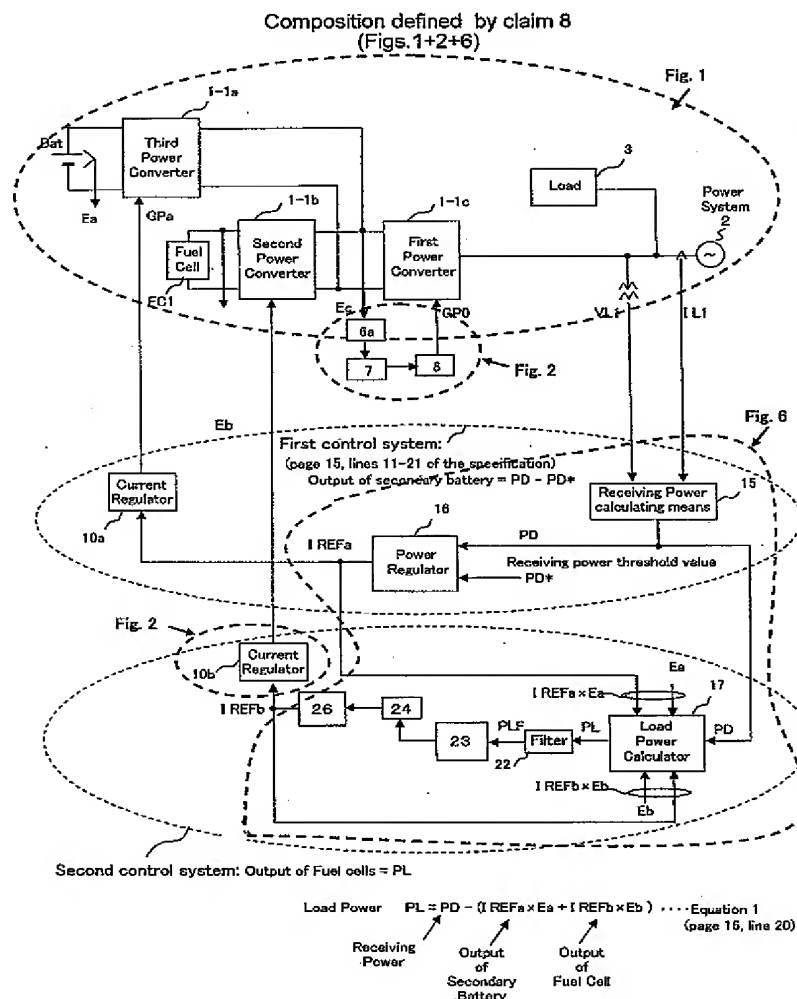 Composition defined by claim 8
(Figs.1+2+6)
Fig. 1
1-1a
Bat
Third
Power
Converter
Ea
GPa
3
Load
Power
System
2
1-1b
1-1c
Fuel
Cell
Second
Power
Converter
First
Power
Converter
EC1
Ec
GP0
VL1
IL1
6a
7
8
Fig. 2
Eb
Fig. 6
First control system:
(page 15, lines 11-21 of the specification)
Output of secondary battery = PD - PD*
Current
Regulator
10a
Receiving Power
calculating means
15
16
I REFa
Power
Regulator
PD
Receiving power threshold value
PD*
Fig. 2
Current
Regulator
10b
Ea
I REFa×Ea
17
I REFb
26
24
23
PLF
Filter
22
PL
Load
Power
Calculator
PD
I REFb×Eb
Eb
Second control system: Output of Fuel cells = PL
Load Power PL = PD - (I REFa×Ea + I REFb×Eb) ····Equation 1
(page 16, line 20)
Receiving
Power
Output
of
Secondary
Battery
Output
of
Fuel Cell